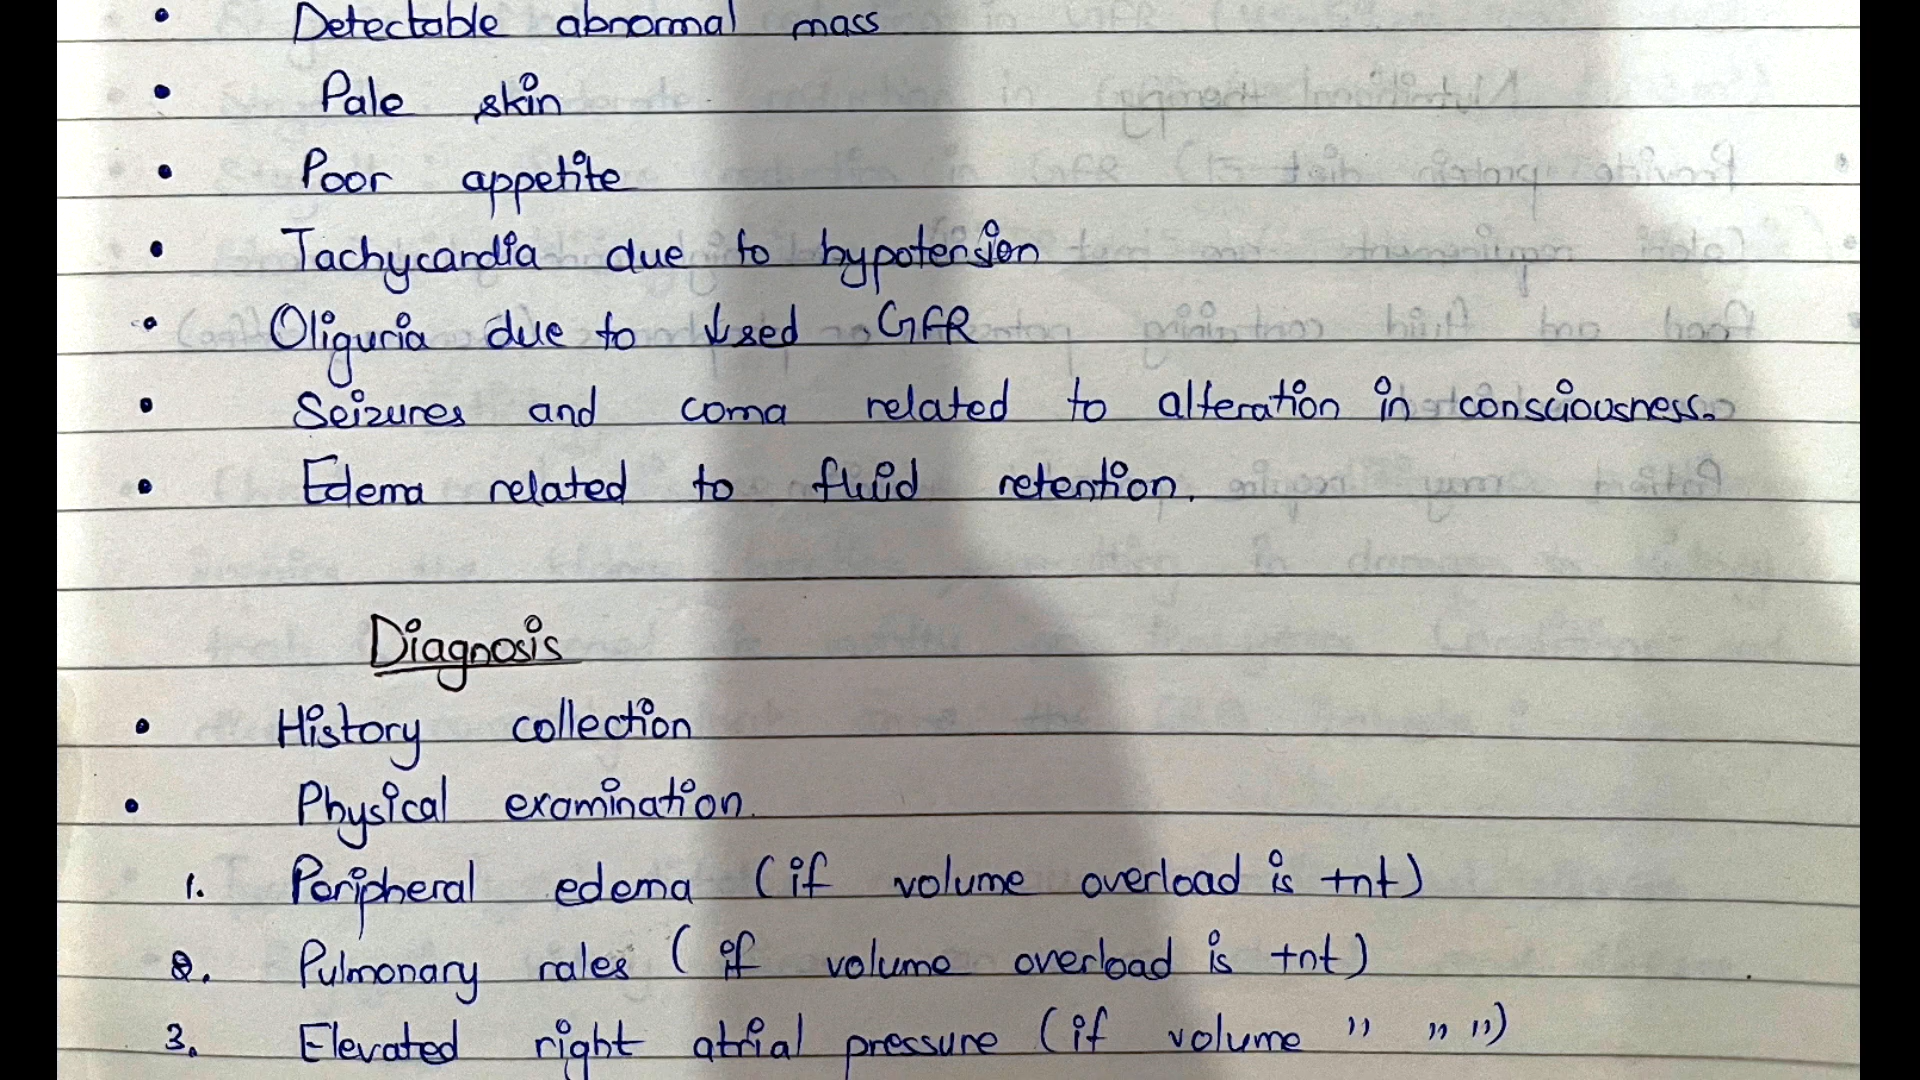 • Detectable abnormal mass
• Pale skin
• Poor appetite
• Tachycardia due to hypotension
• Oliguria due to ↓sed GFR
• Seizures and coma related to alteration in consciousness.
• Edema related to fluid retention.
Diagnosis
• History collection
• Physical examination.
1. Peripheral edema (if volume overload is +nt)
2. Pulmonary rales (if volume overload is +nt)
3. Elevated right atrial pressure (if volume " " ")